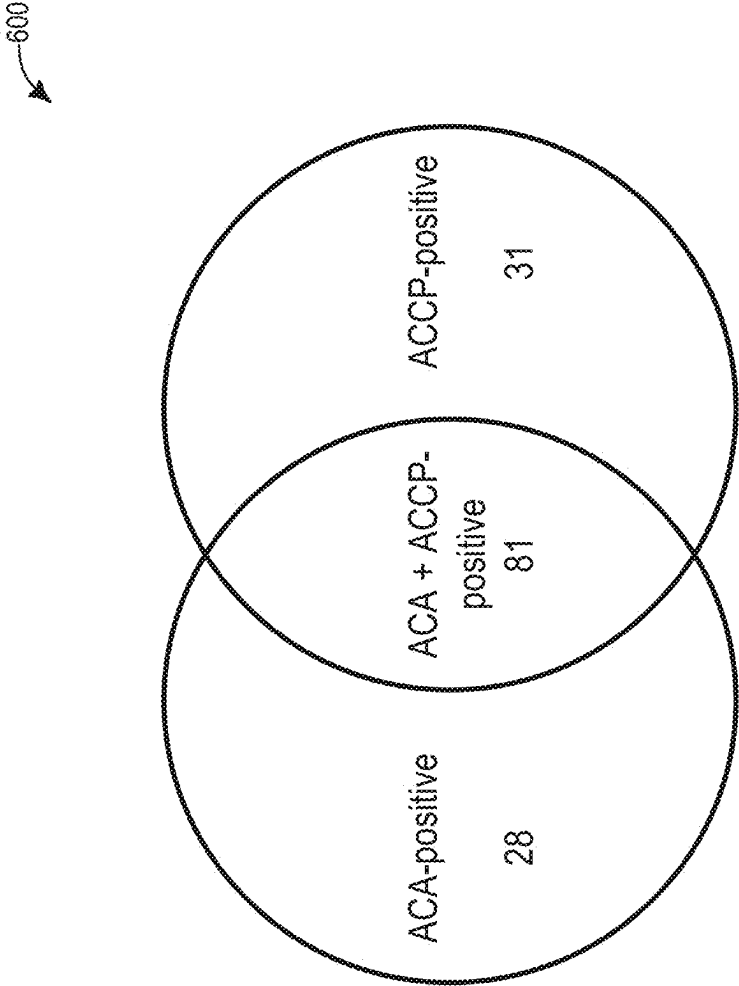 600
ACA-positive
28
ACA + ACCP-
positive
81
ACCP-positive
31